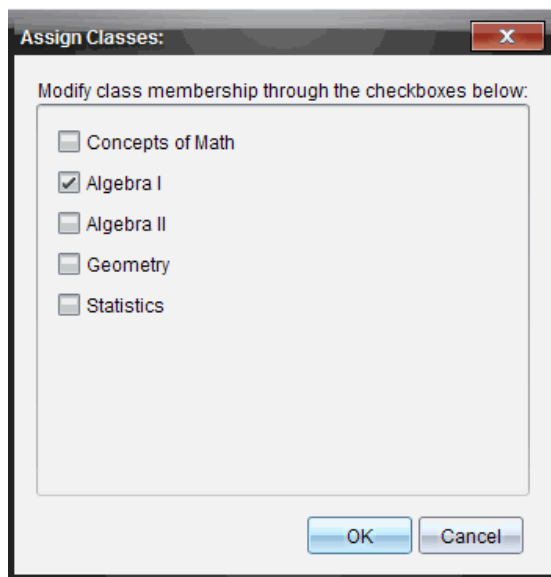 Assign Classes:
Modify class membership through the checkboxes below:
Concepts of Math
Algebra I
Algebra II
Geometry
Statistics
OK Cancel